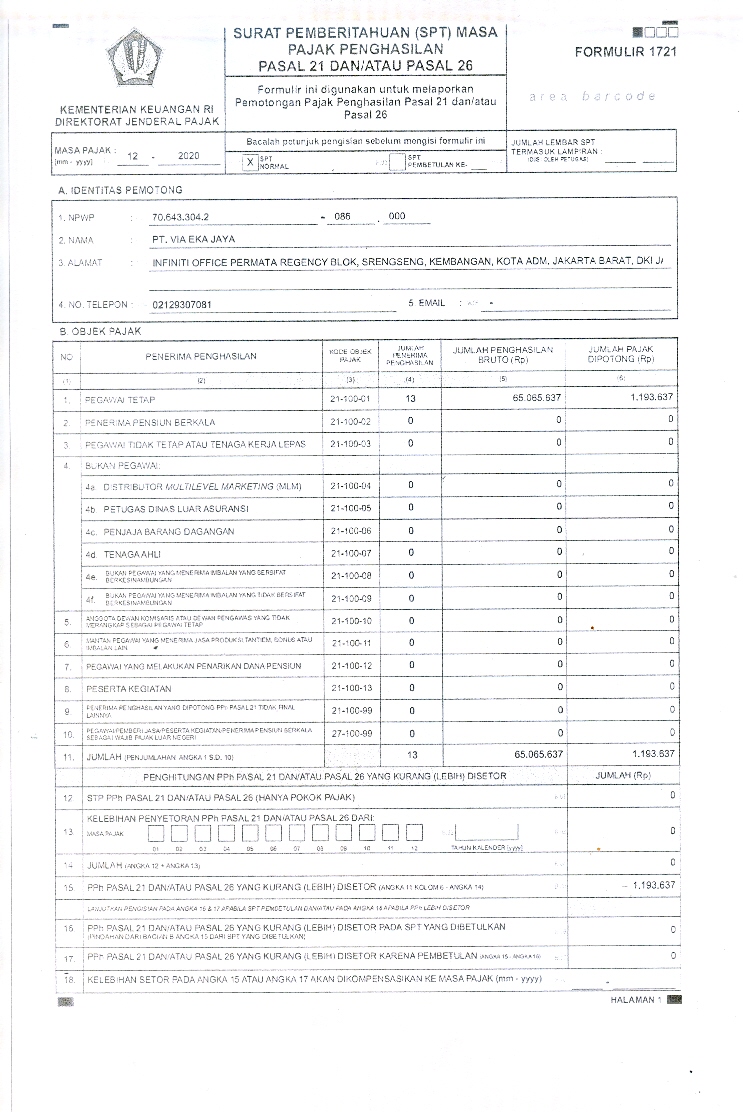 SURAT PEMBERITAHUAN (SPT) MASA
PAJAK PENGHASILAN
PASAL 21 DAN/ATAU PASAL 26
FORMULIR 1721
Formulir ini digunakan untuk melaporkan
Pemotongan Pajak Penghasilan Pasal 21 dan/atau
Pasal 26
area barcode
KEMENTERIAN KEUANGAN RI
DIREKTORAT JENDERAL PAJAK
MASA PAJAK :
[mm - yyyy]
12 - 2020
Bacalah petunjuk pengisian sebelum mengisi formulir ini
X SPT NORMAL
SPT PEMBETULAN KE-
JUMLAH LEMBAR SPT
TERMASUK LAMPIRAN :
(DIISI OLEH PETUGAS)
A. IDENTITAS PEMOTONG
1. NPWP : 70.643.304.2 - 086 . 000
2. NAMA : PT. VIA EKA JAYA
3. ALAMAT : INFINITI OFFICE PERMATA REGENCY BLOK, SRENGSENG, KEMBANGAN, KOTA ADM, JAKARTA BARAT, DKI JA
4. NO. TELEPON : 02129307081 5. EMAIL : -
B. OBJEK PAJAK
NO PENERIMA PENGHASILAN KODE OBJEK PAJAK JUMLAH PENERIMA PENGHASILAN JUMLAH PENGHASILAN BRUTO (Rp) JUMLAH PAJAK DIPOTONG (Rp)
(1) (2) (3) (4) (5) (6)
1. PEGAWAI TETAP 21-100-01 13 65.065.637 1.193.637
2. PENERIMA PENSIUN BERKALA 21-100-02 0 0 0
3. PEGAWAI TIDAK TETAP ATAU TENAGA KERJA LEPAS 21-100-03 0 0 0
4. BUKAN PEGAWAI:
4a. DISTRIBUTOR MULTILEVEL MARKETING (MLM) 21-100-04 0 0 0
4b. PETUGAS DINAS LUAR ASURANSI 21-100-05 0 0 0
4c. PENJAJA BARANG DAGANGAN 21-100-06 0 0 0
4d. TENAGA AHLI 21-100-07 0 0 0
4e. BUKAN PEGAWAI YANG MENERIMA IMBALAN YANG BERSIFAT BERKESINAMBUNGAN 21-100-08 0 0 0
4f. BUKAN PEGAWAI YANG MENERIMA IMBALAN YANG TIDAK BERSIFAT BERKESINAMBUNGAN 21-100-09 0 0 0
5. ANGGOTA DEWAN KOMISARIS ATAU DEWAN PENGAWAS YANG TIDAK MERANGKAP SEBAGAI PEGAWAI TETAP 21-100-10 0 0 0
6. MANTAN PEGAWAI YANG MENERIMA JASA PRODUKSI, TANTIEM, BONUS ATAU IMBALAN LAIN 21-100-11 0 0 0
7. PEGAWAI YANG MELAKUKAN PENARIKAN DANA PENSIUN 21-100-12 0 0 0
8. PESERTA KEGIATAN 21-100-13 0 0 0
9. PENERIMA PENGHASILAN YANG DIPOTONG PPh PASAL 21 TIDAK FINAL LAINNYA 21-100-99 0 0 0
10. PEGAWAI/PEMBERI JASA/PESERTA KEGIATAN/PENERIMA PENSIUN BERKALA SEBAGAI WAJIB PAJAK LUAR NEGERI 27-100-99 0 0 0
11. JUMLAH (PENJUMLAHAN ANGKA 1 S.D. 10) 13 65.065.637 1.193.637
PENGHITUNGAN PPh PASAL 21 DAN/ATAU PASAL 26 YANG KURANG (LEBIH) DISETOR JUMLAH (Rp)
12 STP PPh PASAL 21 DAN/ATAU PASAL 26 (HANYA POKOK PAJAK) 0
KELEBIHAN PENYETORAN PPh PASAL 21 DAN/ATAU PASAL 26 DARI:
13 MASA PAJAK 0
01 02 03 04 05 06 07 08 09 10 11 12 TAHUN KALENDER [yyyy]
14 JUMLAH (ANGKA 12 + ANGKA 13) 0
15 PPh PASAL 21 DAN/ATAU PASAL 26 YANG KURANG (LEBIH) DISETOR (ANGKA 11 KOLOM 6 - ANGKA 14) 1.193.637
LANJUTKAN PENGISIAN PADA ANGKA 16 & 17 APABILA SPT PEMBETULAN DAN/ATAU PADA ANGKA 18 APABILA PPh LEBIH DISETOR
16 PPh PASAL 21 DAN/ATAU PASAL 26 YANG KURANG (LEBIH) DISETOR PADA SPT YANG DIBETULKAN 0
(PINDAHAN DARI BAGIAN B ANGKA 15 DARI SPT YANG DIBETULKAN)
17. PPh PASAL 21 DAN/ATAU PASAL 26 YANG KURANG (LEBIH) DISETOR KARENA PEMBETULAN (ANGKA 15 - ANGKA 16) 0
18. KELEBIHAN SETOR PADA ANGKA 15 ATAU ANGKA 17 AKAN DIKOMPENSASIKAN KE MASA PAJAK (mm - yyyy) -
HALAMAN 1